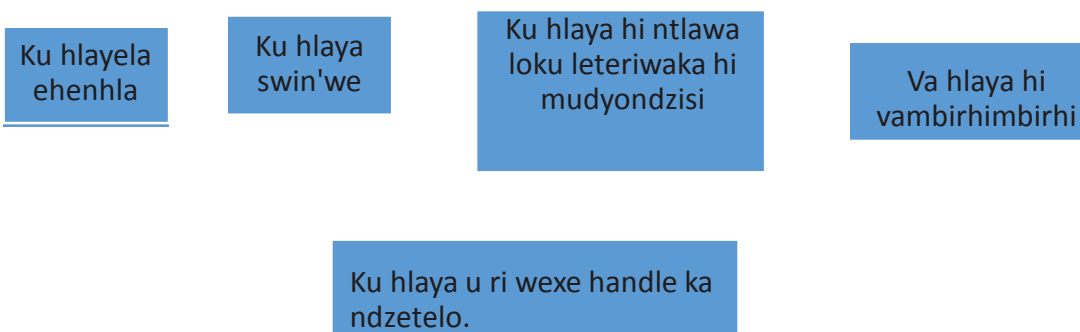 Ku hlayela
ehenhla
Ku hlaya
swin'we
Ku hlaya hi ntlawa
loku leteriwaka hi
mudyondzisi
Va hlaya hi
vambirhimbirhi
Ku hlaya u ri wexe handle ka
ndzetelo.